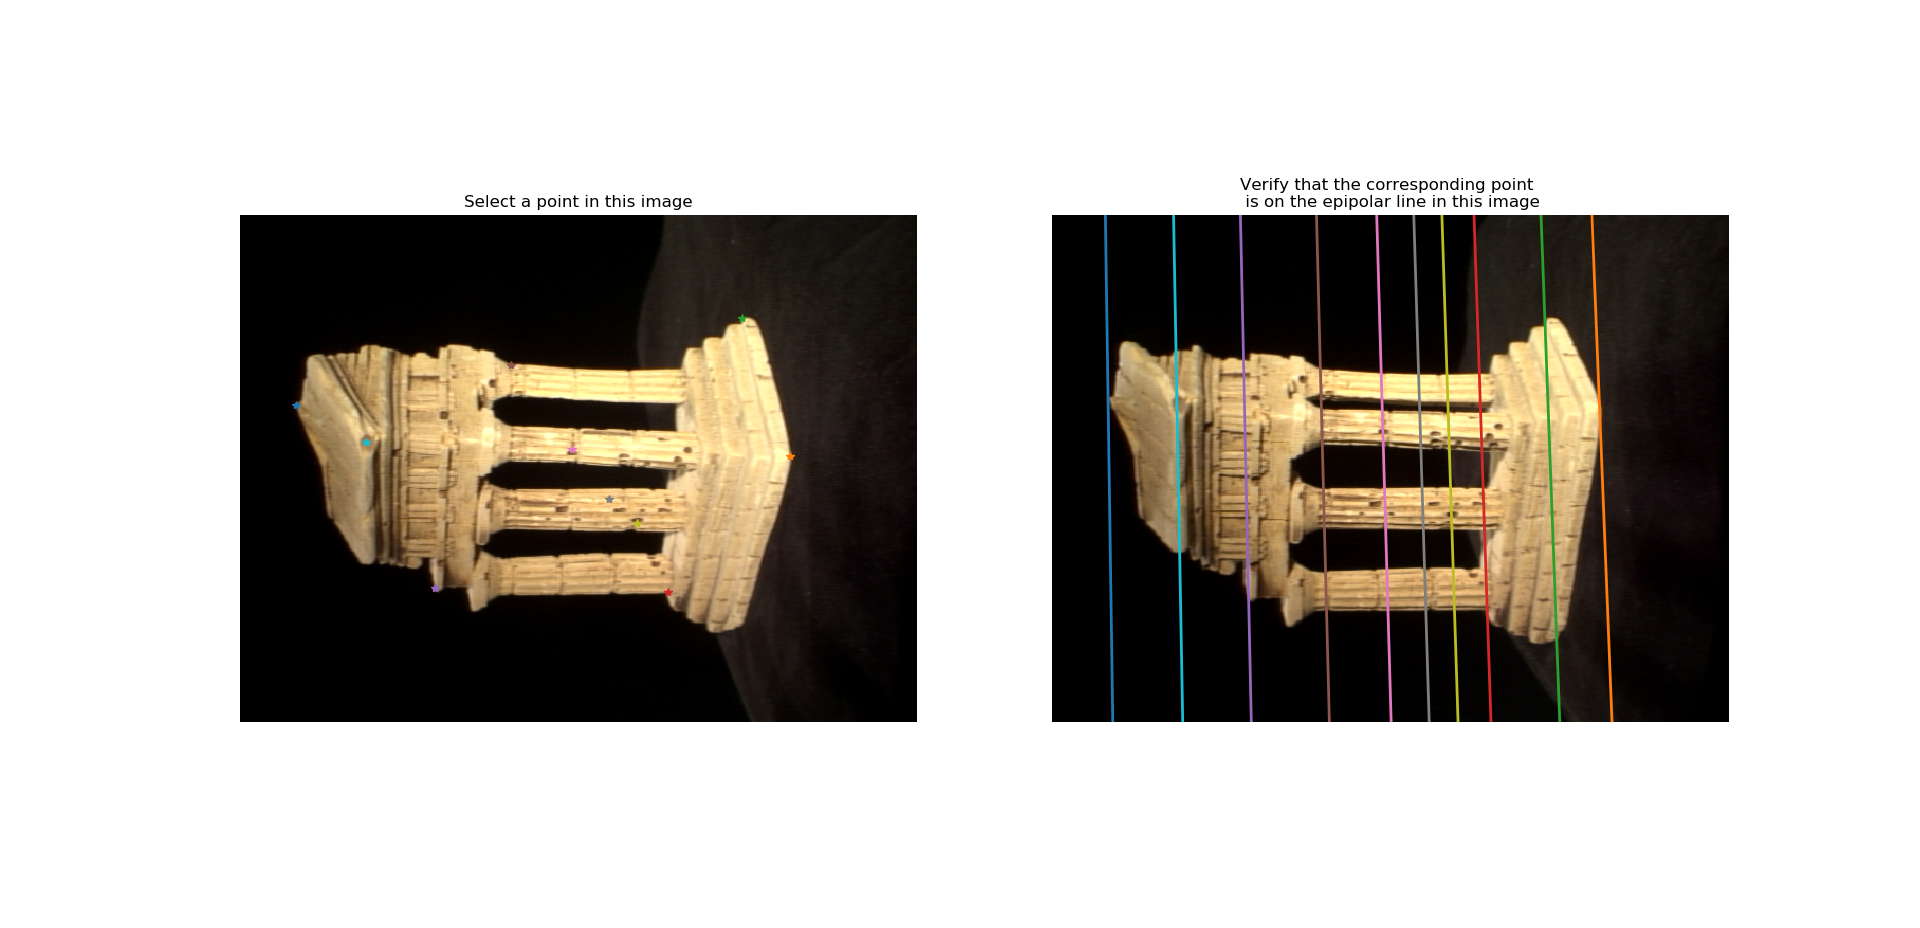 Select a point in this image
Verify that the corresponding point
is on the epipolar line in this image